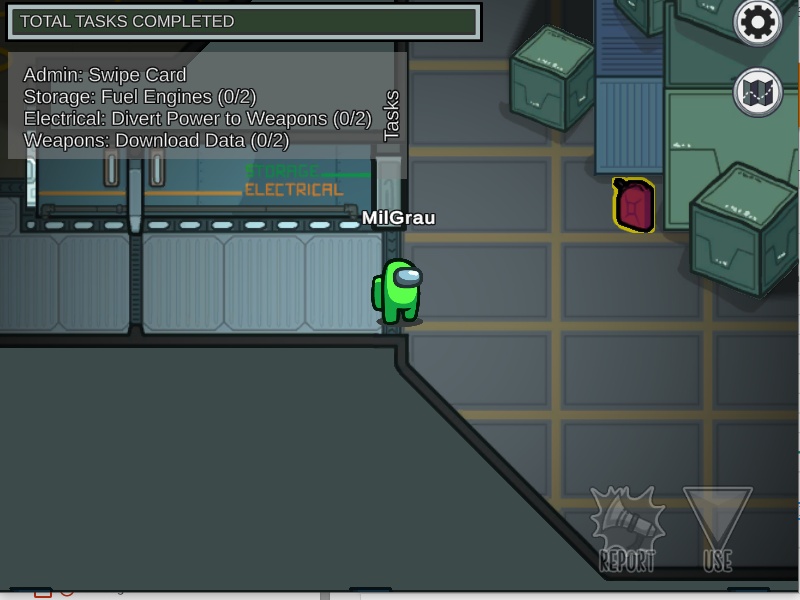 TOTAL TASKS COMPLETED
Admin: Swipe Card
Storage: Fuel Engines (0/2)
Electrical: Divert Power to Weapons (0/2)
Weapons: Download Data (0/2)
Tasks
STORAGE
ELECTRICAL
MilGrau
REPORT
USE